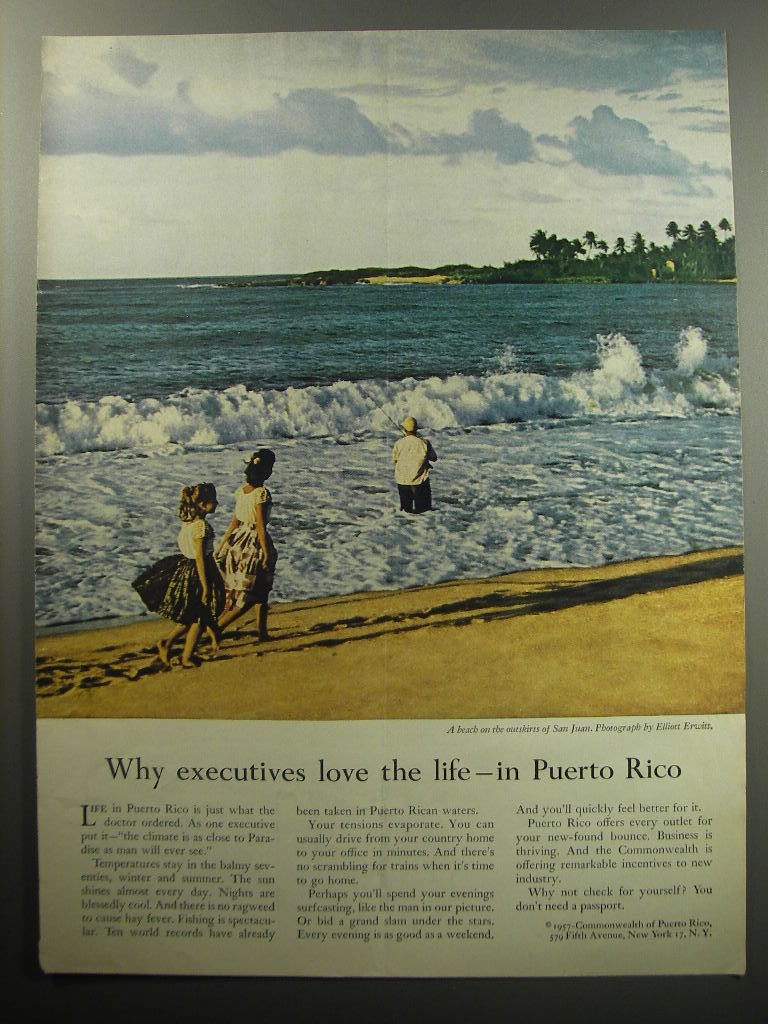 A beach on the outskirts of San Juan. Photograph by Elliott Erwitt.
Why executives love the life—in Puerto Rico
LIFE in Puerto Rico is just what the
doctor ordered. As one executive
put it—"the climate is as close to Para-
dise as man will ever see."
Temperatures stay in the balmy sev-
enties, winter and summer. The sun
shines almost every day. Nights are
blessedly cool. And there is no ragweed
to cause hay fever. Fishing is spectacu-
lar. Ten world records have already
been taken in Puerto Rican waters.
Your tensions evaporate. You can
usually drive from your country home
to your office in minutes. And there's
no scrambling for trains when it's time
to go home.
Perhaps you'll spend your evenings
surfcasting, like the man in our picture.
Or bid a grand slam under the stars.
Every evening is as good as a weekend.
And you'll quickly feel better for it.
Puerto Rico offers every outlet for
your new-found bounce. Business is
thriving. And the Commonwealth is
offering remarkable incentives to new
industry.
Why not check for yourself? You
don't need a passport.
©1957-Commonwealth of Puerto Rico,
579 Fifth Avenue, New York 17, N. Y.